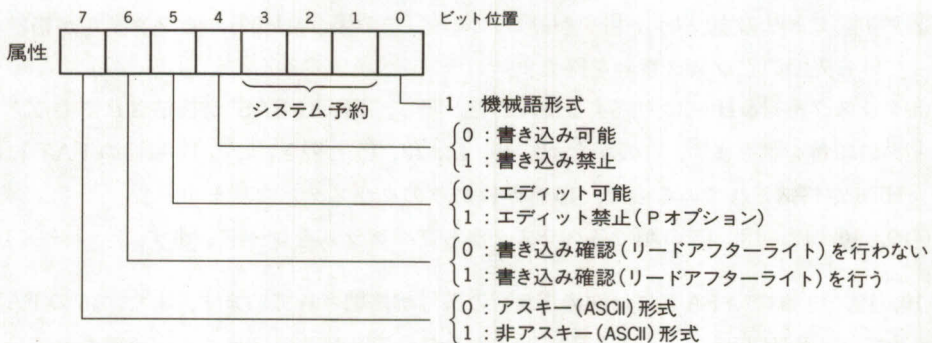 7 6 5 4 3 2 1 0 ビット位置
属性
システム予約
1：機械語形式
0：書き込み可能
1：書き込み禁止
0：エディット可能
1：エディット禁止(Pオプション)
0：書き込み確認(リードアフターライト)を行わない
1：書き込み確認(リードアフターライト)を行う
0：アスキー(ASCII)形式
1：非アスキー(ASCII)形式